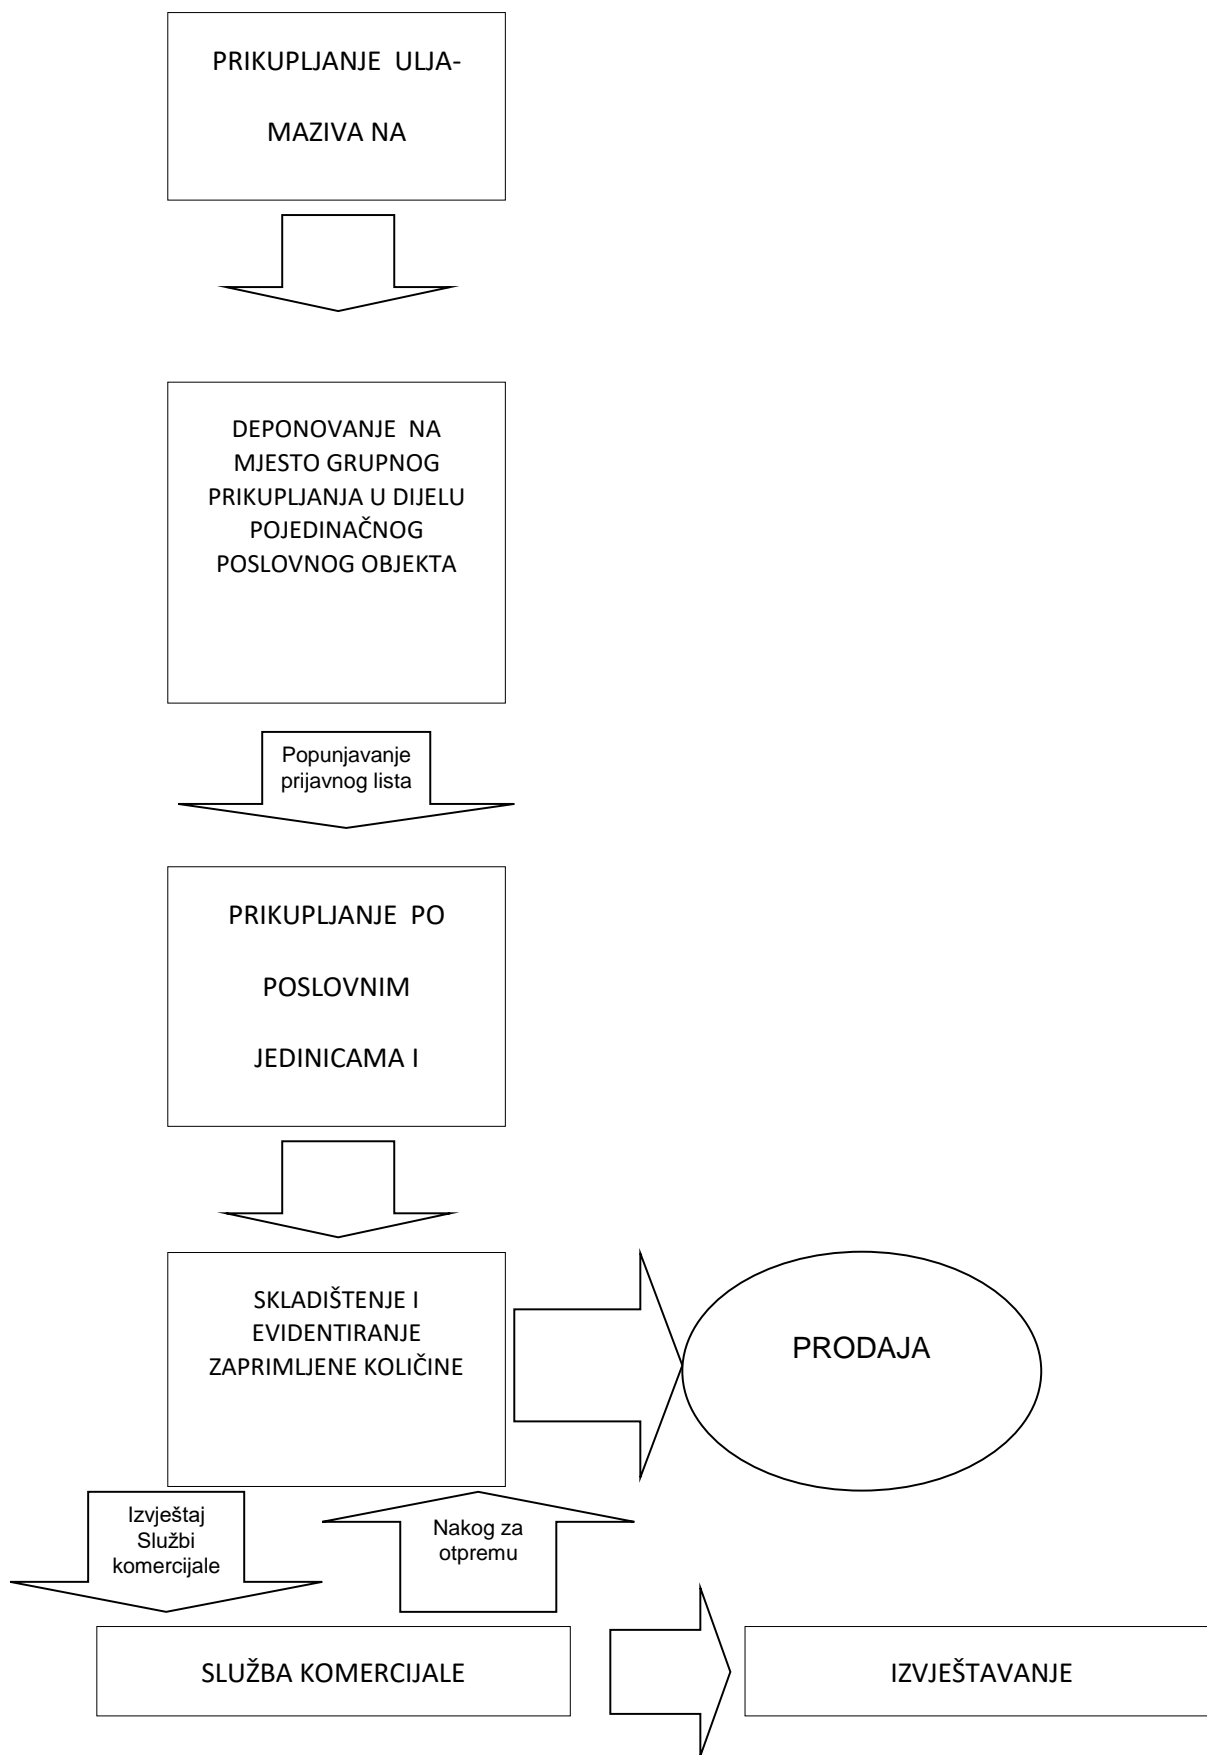 PRIKUPLJANJE ULJA-
MAZIVA NA
DEPONOVANJE NA
MJESTO GRUPNOG
PRIKUPLJANJA U DIJELU
POJEDINAČNOG
POSLOVNOG OBJEKTA
Popunjavanje
prijavnog lista
PRIKUPLJANJE PO
POSLOVNIM
JEDINICAMA I
SKLADIŠTENJE I
EVIDENTIRANJE
ZAPRIMLJENE KOLIČINE
PRODAJA
Izvještaj
Službi
komercijale
Nakog za
otpremu
SLUŽBA KOMERCIJALE
IZVJEŠTAVANJE